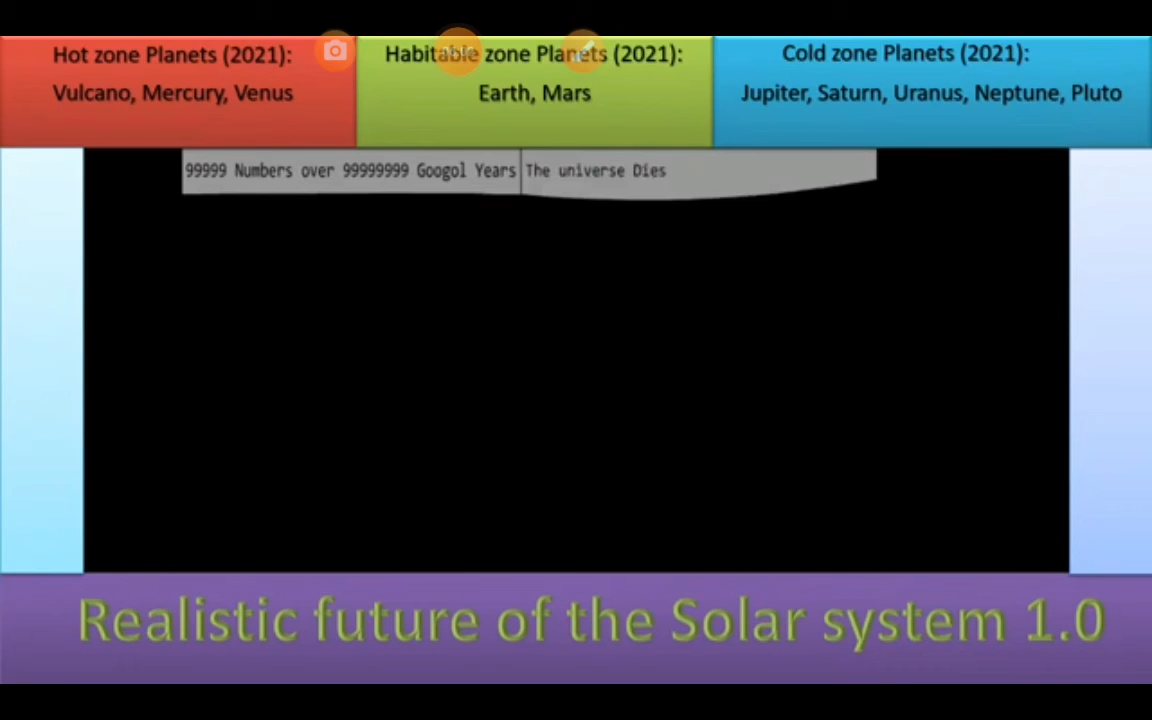 Hot zone Planets (2021):
Vulcano, Mercury, Venus
Habitable zone Planets (2021):
Earth, Mars
Cold zone Planets (2021):
Jupiter, Saturn, Uranus, Neptune, Pluto
99999 Numbers over 99999999 Googol Years
The universe Dies
Realistic future of the Solar system 1.0